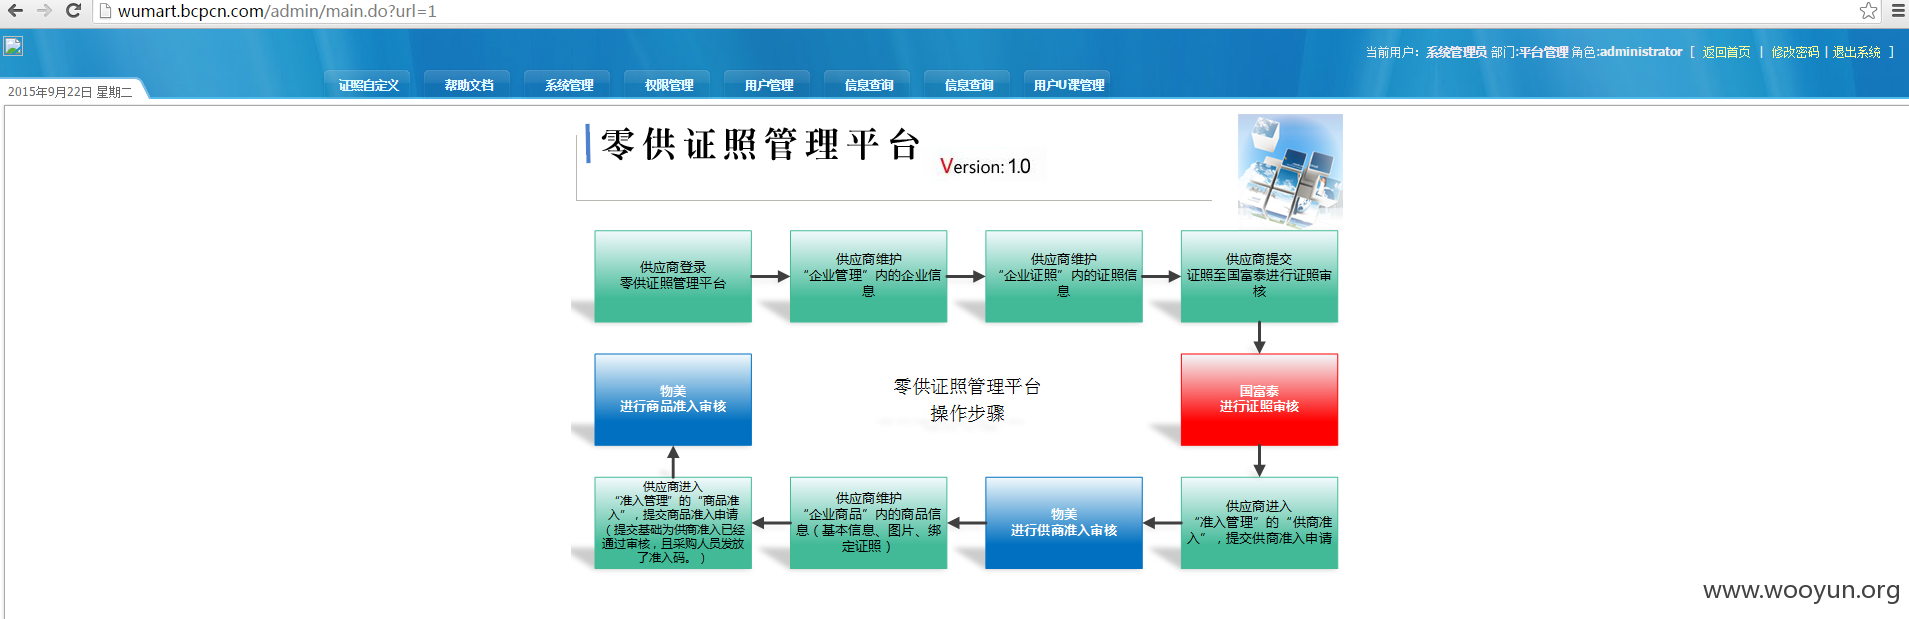 wumart.bcpcn.com/admin/main.do?url=1
当前用户：系统管理员 部门:平台管理 角色:administrator [ 返回首页 | 修改密码 | 退出系统 ]
证照自定义 帮助文档 系统管理 权限管理 用户管理 信息查询 信息查询 用户U课管理
2015年9月22日 星期二
零供证照管理平台
Version: 1.0
供应商登录
零供证照管理平台
供应商维护
“企业管理”内的企业信
息
供应商维护
“企业证照”内的证照信
息
供应商提交
证照至国富泰进行证照审
核
物美
进行商品准入审核
零供证照管理平台
操作步骤
国富泰
进行证照审核
供应商进入
“准入管理”的“商品准
入”，提交商品准入申请
（提交基础为供商准入已经
通过审核，且采购人员发放
了准入码。）
供应商维护
“企业商品”内的商品信
息（基本信息、图片、绑
定证照）
物美
进行供商准入审核
供应商进入
“准入管理”的“供商准
入”，提交供商准入申请
www.wooyun.org